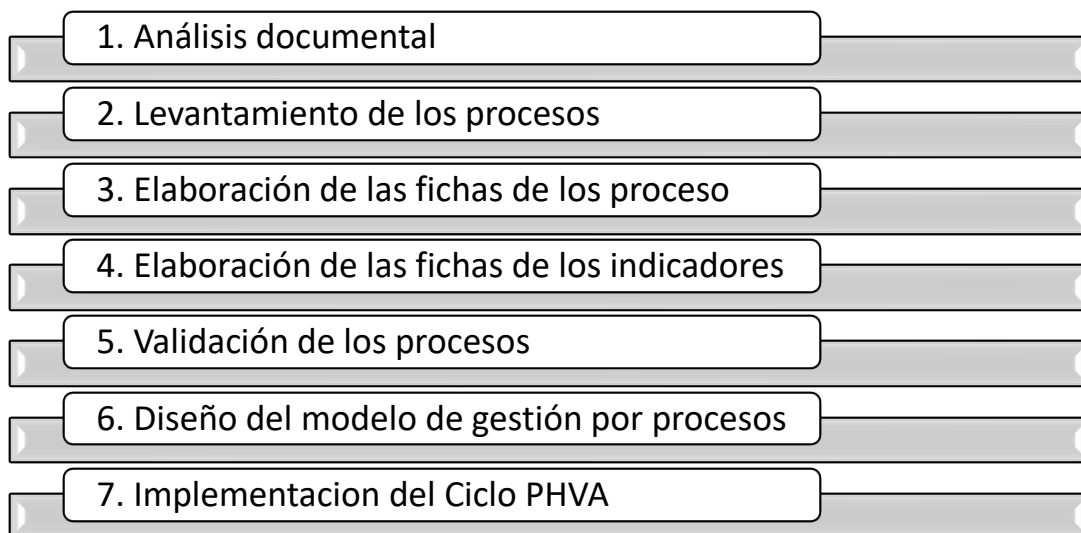 1. Análisis documental
2. Levantamiento de los procesos
3. Elaboración de las fichas de los proceso
4. Elaboración de las fichas de los indicadores
5. Validación de los procesos
6. Diseño del modelo de gestión por procesos
7. Implementacion del Ciclo PHVA